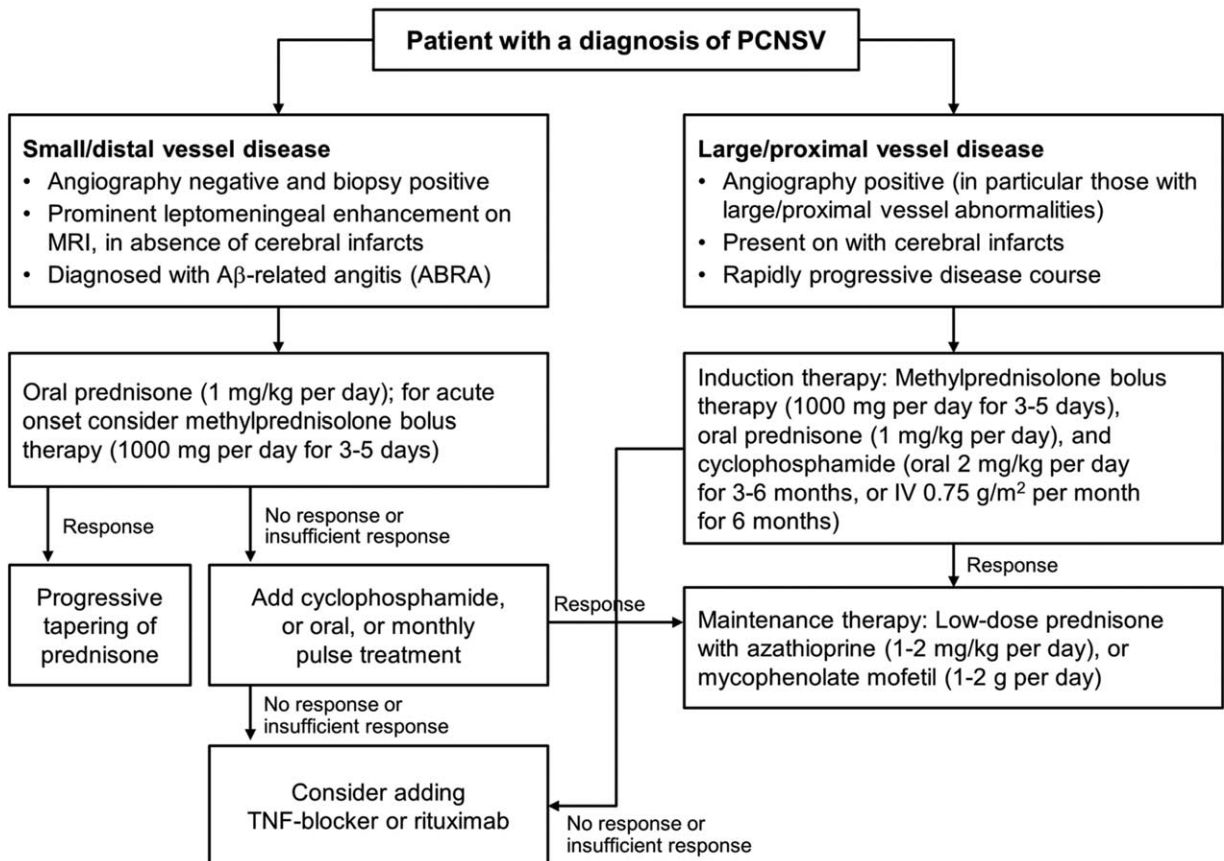 Patient with a diagnosis of PCNSV
Small/distal vessel disease
• Angiography negative and biopsy positive
• Prominent leptomeningeal enhancement on
MRI, in absence of cerebral infarcts
• Diagnosed with Aβ-related angitis (ABRA)
Large/proximal vessel disease
• Angiography positive (in particular those with
large/proximal vessel abnormalities)
• Present on with cerebral infarcts
• Rapidly progressive disease course
Oral prednisone (1 mg/kg per day); for acute
onset consider methylprednisolone bolus
therapy (1000 mg per day for 3-5 days)
Induction therapy: Methylprednisolone bolus
therapy (1000 mg per day for 3-5 days),
oral prednisone (1 mg/kg per day), and
cyclophosphamide (oral 2 mg/kg per day
for 3-6 months, or IV 0.75 g/m² per month
for 6 months)
Response
No response or
insufficient response
Response
Progressive
tapering of
prednisone
Add cyclophosphamide,
or oral, or monthly
pulse treatment
Response
Maintenance therapy: Low-dose prednisone
with azathioprine (1-2 mg/kg per day), or
mycophenolate mofetil (1-2 g per day)
No response or
insufficient response
Consider adding
TNF-blocker or rituximab
No response or
insufficient response